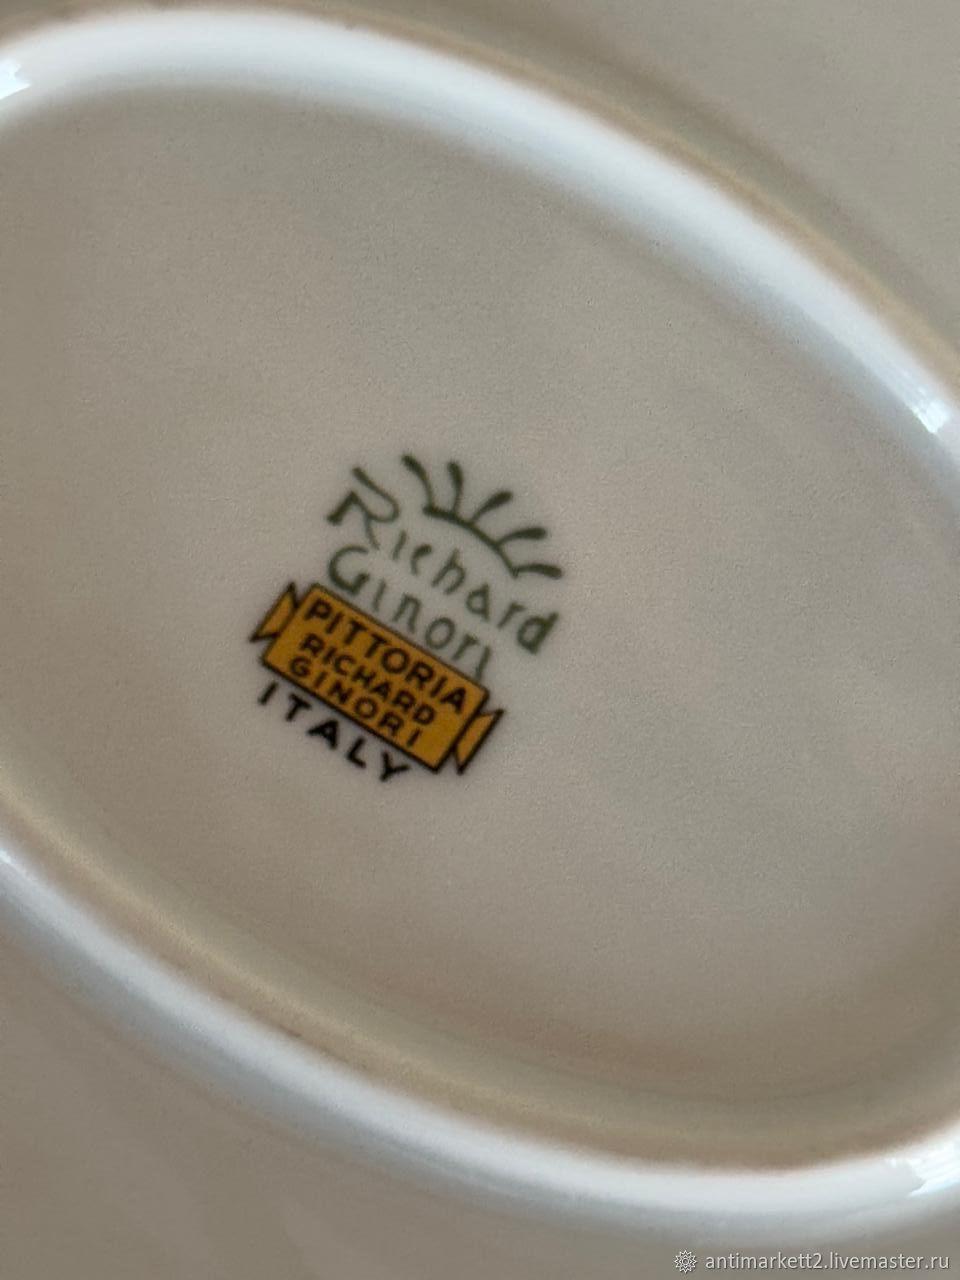 Richard
Ginori
PITTORIA
RICHARD
GINORI
ITALY
antimarkett2.livemaster.ru